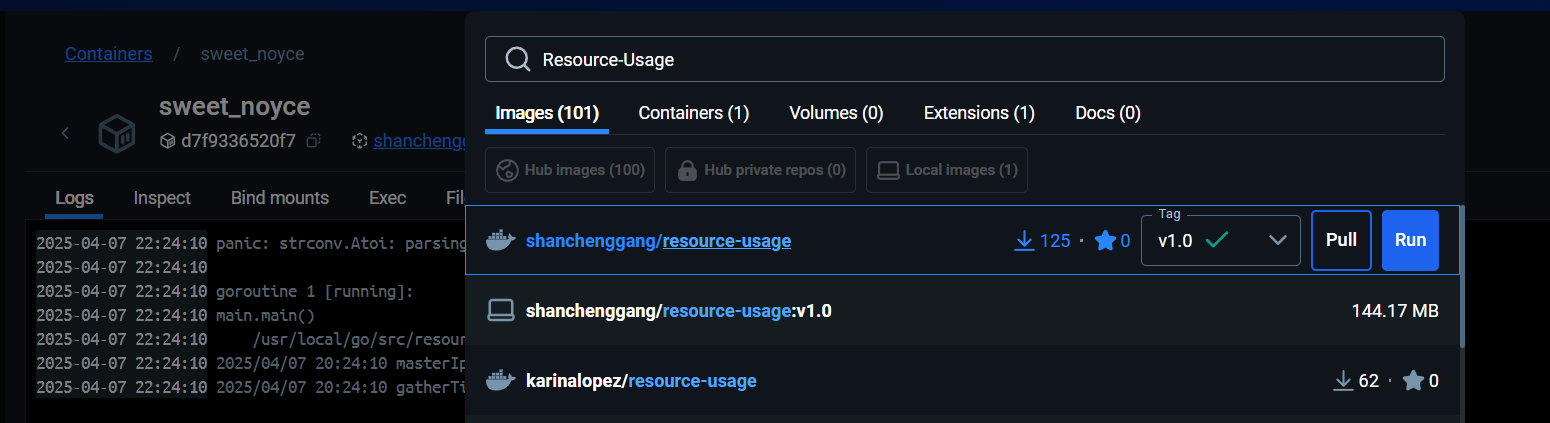 Containers / sweet_noyce
sweet_noyce
d7f9336520f7 shanchengg
Logs Inspect Bind mounts Exec Fil
2025-04-07 22:24:10 panic: strconv.Atoi: parsing
2025-04-07 22:24:10
2025-04-07 22:24:10 goroutine 1 [running]:
2025-04-07 22:24:10 main.main()
2025-04-07 22:24:10 /usr/local/go/src/resour
2025-04-07 22:24:10 2025/04/07 20:24:10 masterIp
2025-04-07 22:24:10 2025/04/07 20:24:10 gatherTi
Resource-Usage
Images (101) Containers (1) Volumes (0) Extensions (1) Docs (0)
Hub images (100) Hub private repos (0) Local images (1)
Tag
shanchenggang/resource-usage 125 · 0 v1.0 Pull Run
shanchenggang/resource-usage:v1.0 144.17 MB
karinalopez/resource-usage 62 · 0